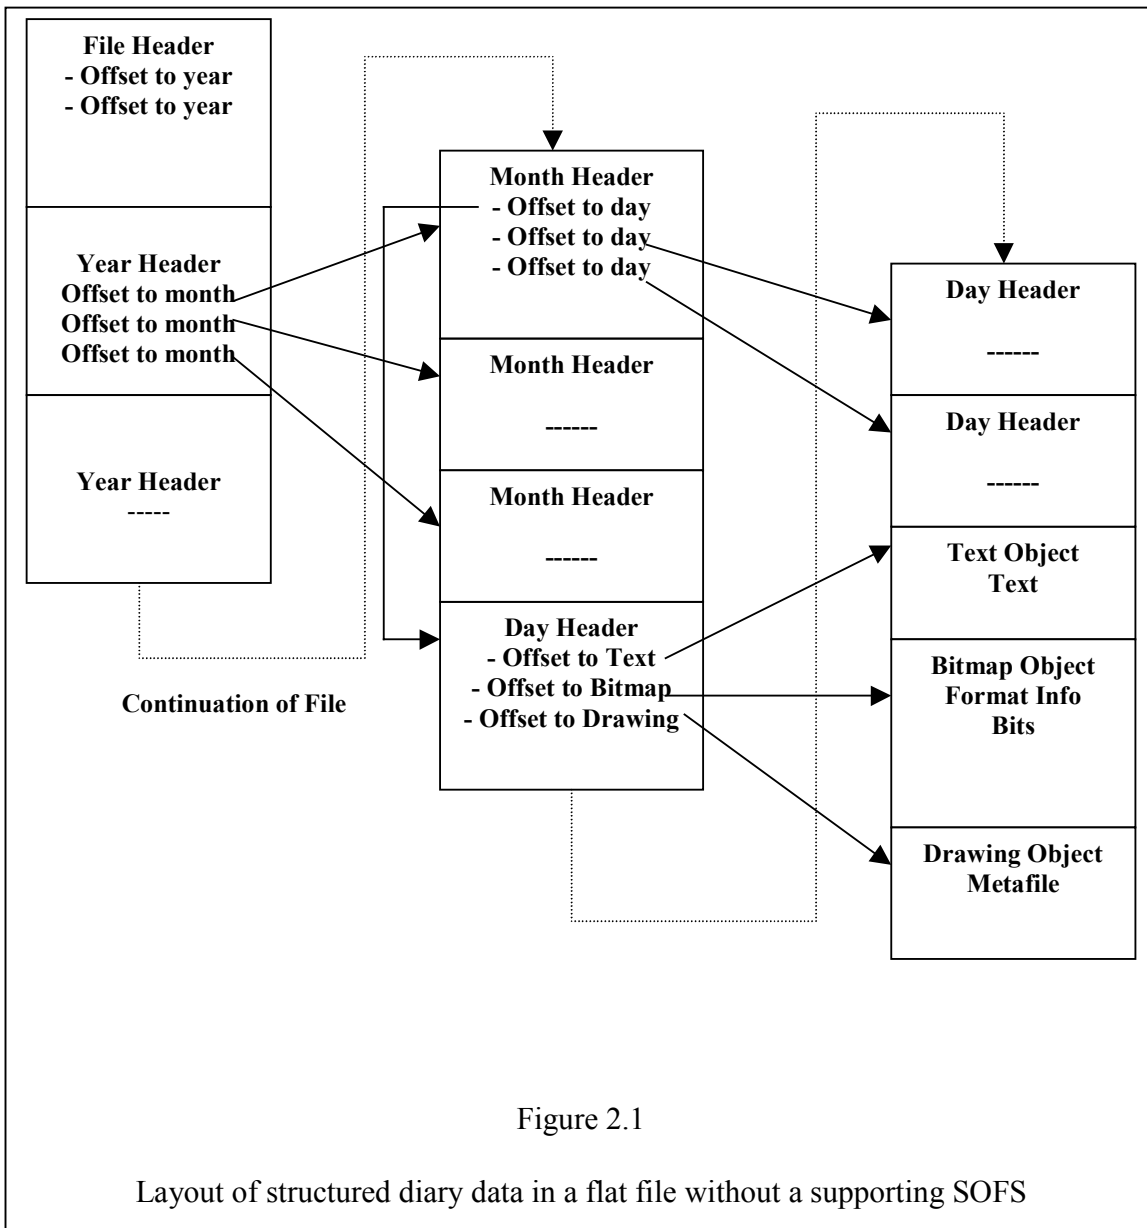 File Header
- Offset to year
- Offset to year
Year Header
Offset to month
Offset to month
Offset to month
Year Header
-----
Continuation of File
Month Header
- Offset to day
- Offset to day
- Offset to day
Month Header
------
Month Header
------
Day Header
- Offset to Text
- Offset to Bitmap
- Offset to Drawing
Day Header
------
Day Header
------
Text Object
Text
Bitmap Object
Format Info
Bits
Drawing Object
Metafile
Figure 2.1
Layout of structured diary data in a flat file without a supporting SOFS